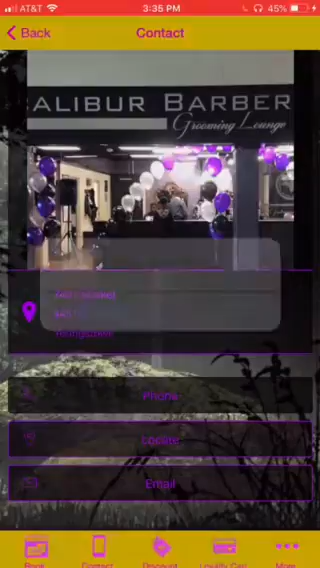 AT&T 3:35 PM 45%
Back Contact
ALIBUR BARBER
Grooming Lounge
Phone
Locate
Email
Book Contact Discount Loyalty Card More